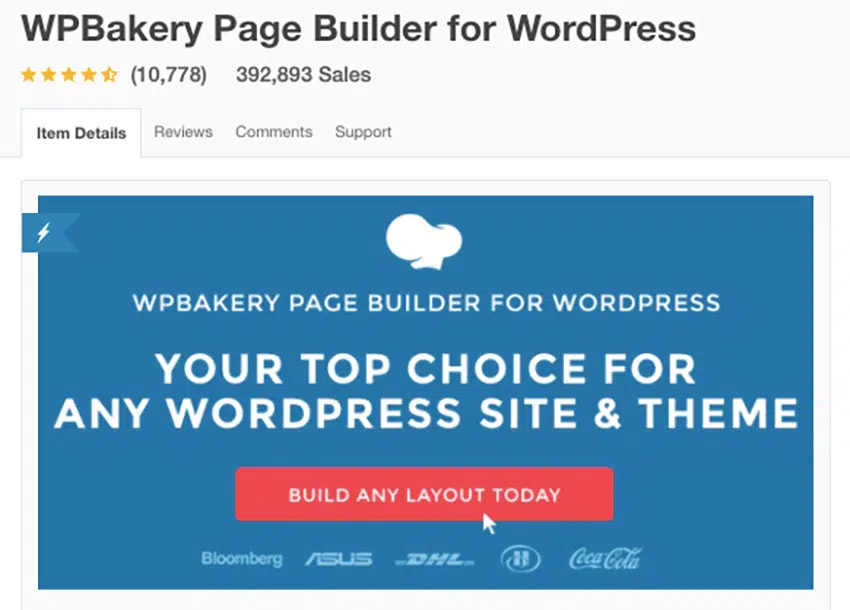 WPBakery Page Builder for WordPress
(10,778) 392,893 Sales
Item Details Reviews Comments Support
WPBAKERY PAGE BUILDER FOR WORDPRESS
YOUR TOP CHOICE FOR
ANY WORDPRESS SITE & THEME
BUILD ANY LAYOUT TODAY
Bloomberg ASUS DHL H Coca-Cola